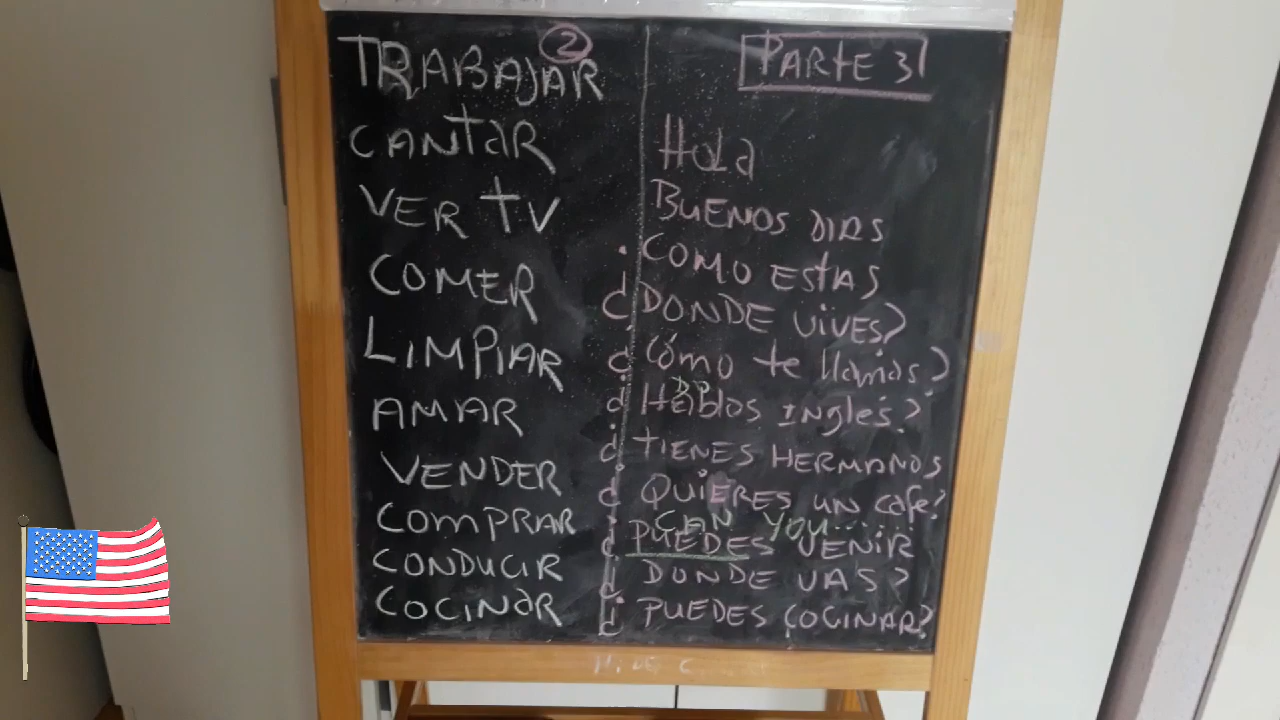 2
TRABAJAR
CANTAR
VER TV
COMER
LIMPIAR
AMAR
VENDER
COMPRAR
CONDUCIR
COCINAR
PARTE 3
Hola
BUENOS DIAS
¿COMO ESTAS
¿DONDE VIVES?
¿Cómo te llamas?
DO
¿Hablas INGLES?
¿TIENES HERMANOS
¿QUIERES UN CAFE?
CAN YOU......
¿PUEDES VENIR
¿DONDE VAS?
¿PUEDES COCINAR?